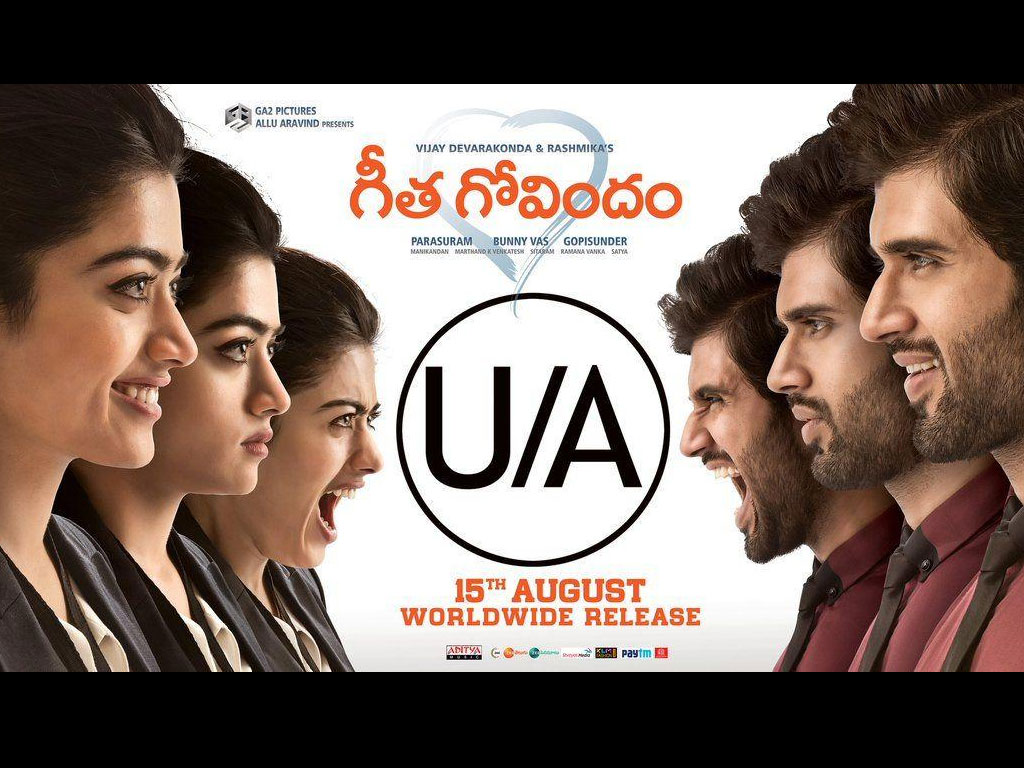 GA2 PICTURES
ALLU ARAVIND PRESENTS
VIJAY DEVARAKONDA & RASHMIKA'S
గీత గోవిందం
PARASURAM BUNNY VAS GOPISUNDER
MANIKANDAN MARTHAND K VENKATESH SITARAM RAMANA VANKA SATYA
U/A
15TH AUGUST
WORLDWIDE RELEASE
ADITYA MUSIC paytm